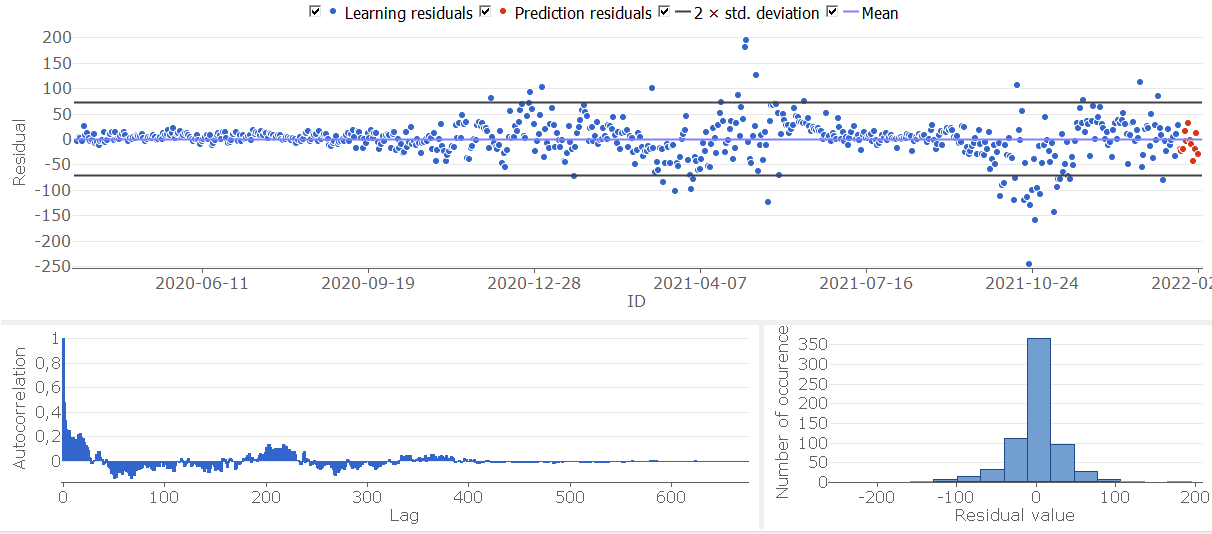 Learning residuals Prediction residuals 2 × std. deviation Mean
200
150
100
50
0
-50
-100
-150
-200
-250
Residual
2020-06-11 2020-09-19 2020-12-28 2021-04-07 2021-07-16 2021-10-24 2022-02
ID
1
0,8
0,6
0,4
0,2
0
Autocorrelation
0 100 200 300 400 500 600
Lag
350
300
250
200
150
100
50
0
Number of occurence
-200 -100 0 100 200
Residual value